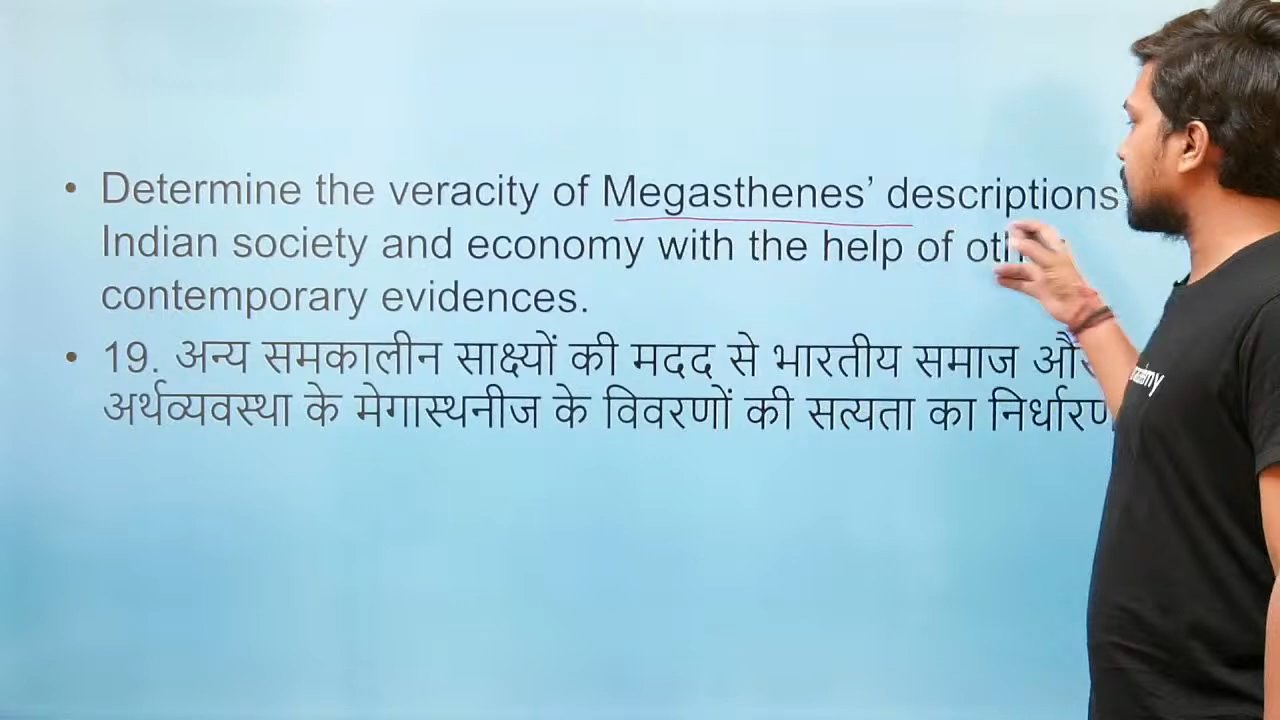 • Determine the veracity of Megasthenes’ descriptions
Indian society and economy with the help of
contemporary evidences.
• 19. अन्य समकालीन साक्ष्यों की मदद से भारतीय समाज
अर्थव्यवस्था के मेगास्थनीज के विवरणों की सत्यता का